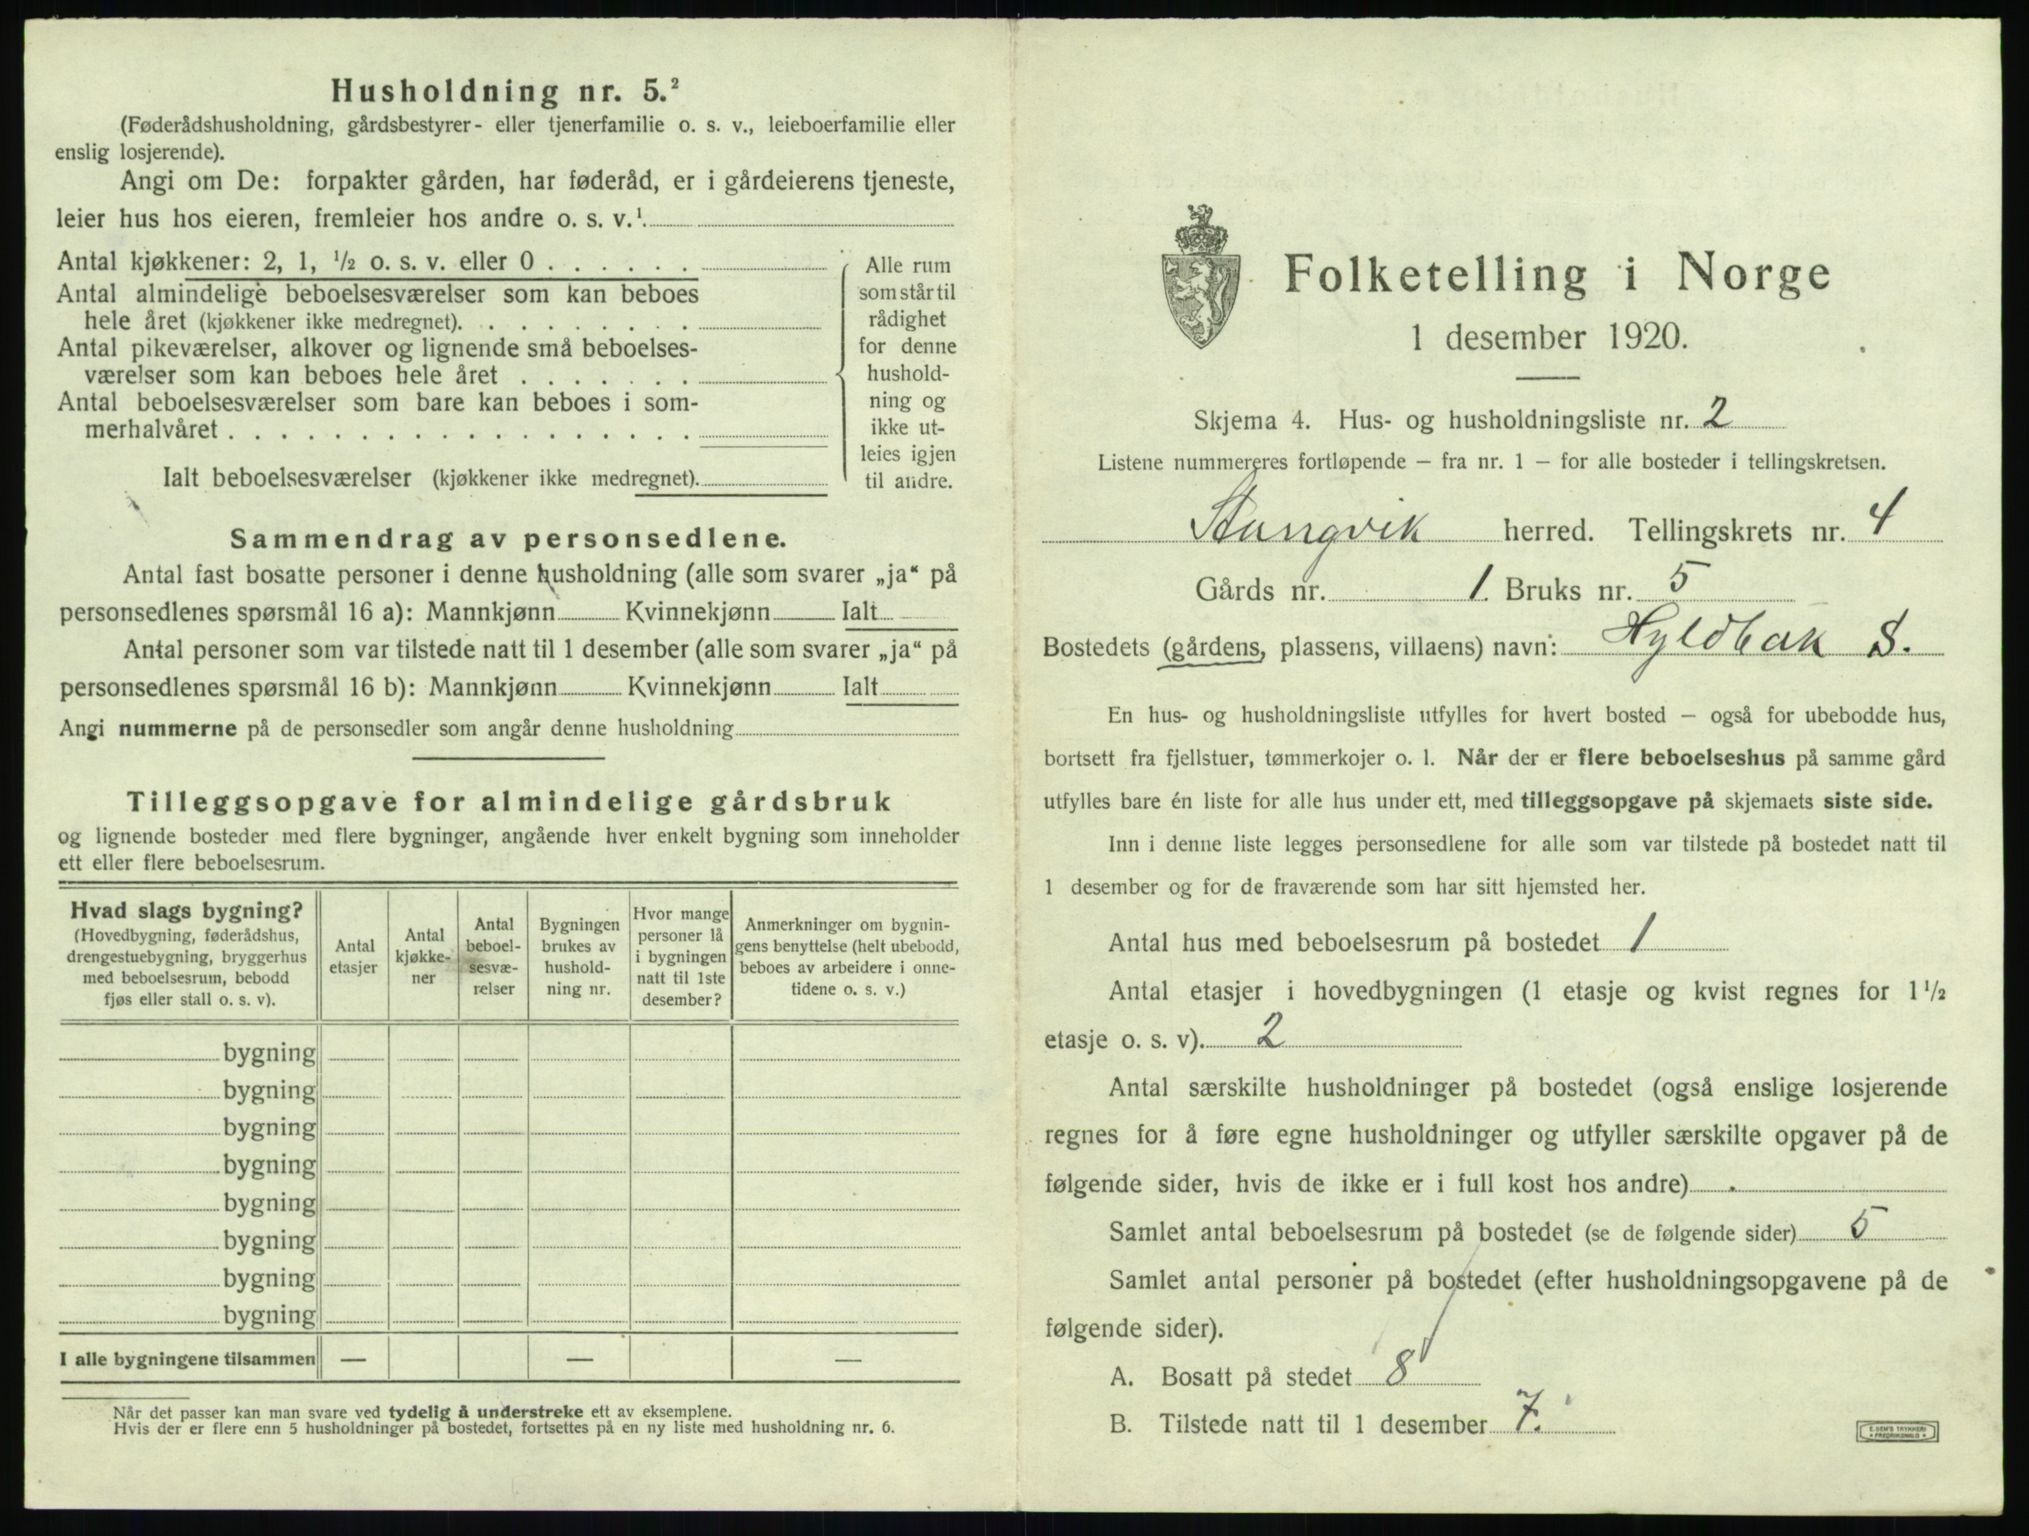 Husholdning nr. 5.²
(Føderådshusholdning, gårdsbestyrer- eller tjenerfamilie o. s. v., leieboerfamilie eller
enslig losjerende).
Angi om De: forpakter gården, har føderåd, er i gårdeierens tjeneste,
leier hus hos eieren, fremleier hos andre o. s. v.¹
Antal kjøkkener: 2, 1, ½ o. s. v. eller 0 . . . . . .
Antal almindelige beboelsesværelser som kan beboes
hele året (kjøkkener ikke medregnet). . . . . . . . .
Antal pikeværelser, alkover og lignende små beboelses-
værelser som kan beboes hele året . . . . . . .
Antal beboelsesværelser som bare kan beboes i som-
merhalvåret . . . . . . . . . . . . . . . . . .
Ialt beboelsesværelser (kjøkkener ikke medregnet).
Alle rum
som står til
rådighet
for denne
hushold-
ning og
ikke ut-
leies igjen
til andre.
Sammendrag av personsedlene.
Antal fast bosatte personer i denne husholdning (alle som svarer „ja“ på
personsedlenes spørsmål 16 a): Mannkjønn Kvinnekjønn Ialt
Antal personer som var tilstede natt til 1 desember (alle som svarer „ja“ på
personsedlenes spørsmål 16 b): Mannkjønn Kvinnekjønn Ialt
Angi nummerne på de personsedler som angår denne husholdning
Tilleggsopgave for almindelige gårdsbruk
og lignende bosteder med flere bygninger, angående hver enkelt bygning som inneholder
ett eller flere beboelsesrum.
Hvad slags bygning?
(Hovedbygning, føderådshus,
drengestuebygning, bryggerhus
med beboelsesrum, bebodd
fjøs eller stall o. s. v).
Antal
etasjer
Antal
kjøkke-
ner
Antal
beboel-
sesvæ-
relser
Bygningen
brukes av
hushold-
ning nr.
Hvor mange
personer lå
i bygningen
natt til 1ste
desember?
Anmerkninger om bygnin-
gens benyttelse (helt ubebodd,
beboes av arbeidere i onne-
tidene o. s. v.)
bygning
bygning
bygning
bygning
bygning
bygning
bygning
bygning
I alle bygningene tilsammen — — —
Når det passer kan man svare ved tydelig å understreke ett av eksemplene.
Hvis der er flere enn 5 husholdninger på bostedet, fortsettes på en ny liste med husholdning nr. 6.
Folketelling i Norge
1 desember 1920.
Skjema 4. Hus- og husholdningsliste nr. 2
Listene nummereres fortløpende — fra nr. 1 — for alle bosteder i tellingskretsen.
Stangvik herred. Tellingskrets nr. 4
Gårds nr. 1. Bruks nr. 5
Bostedets (gårdens, plassens, villaens) navn: Hyldbak S.
En hus- og husholdningsliste utfylles for hvert bosted — også for ubebodde hus,
bortsett fra fjellstuer, tømmerkojer o. l. Når der er flere beboelseshus på samme gård
utfylles bare én liste for alle hus under ett, med tilleggsopgave på skjemaets siste side.
Inn i denne liste legges personsedlene for alle som var tilstede på bostedet natt til
1 desember og for de fraværende som har sitt hjemsted her.
Antal hus med beboelsesrum på bostedet 1
Antal etasjer i hovedbygningen (1 etasje og kvist regnes for 1½
etasje o. s. v). 2
Antal særskilte husholdninger på bostedet (også enslige losjerende
regnes for å føre egne husholdninger og utfyller særskilte opgaver på de
følgende sider, hvis de ikke er i full kost hos andre)
Samlet antal beboelsesrum på bostedet (se de følgende sider) 5
Samlet antal personer på bostedet (efter husholdningsopgavene på de
følgende sider).
A. Bosatt på stedet 8
B. Tilstede natt til 1 desember 7.
E. SEM'S TRYKKERI
* FREDRIKSHALD *